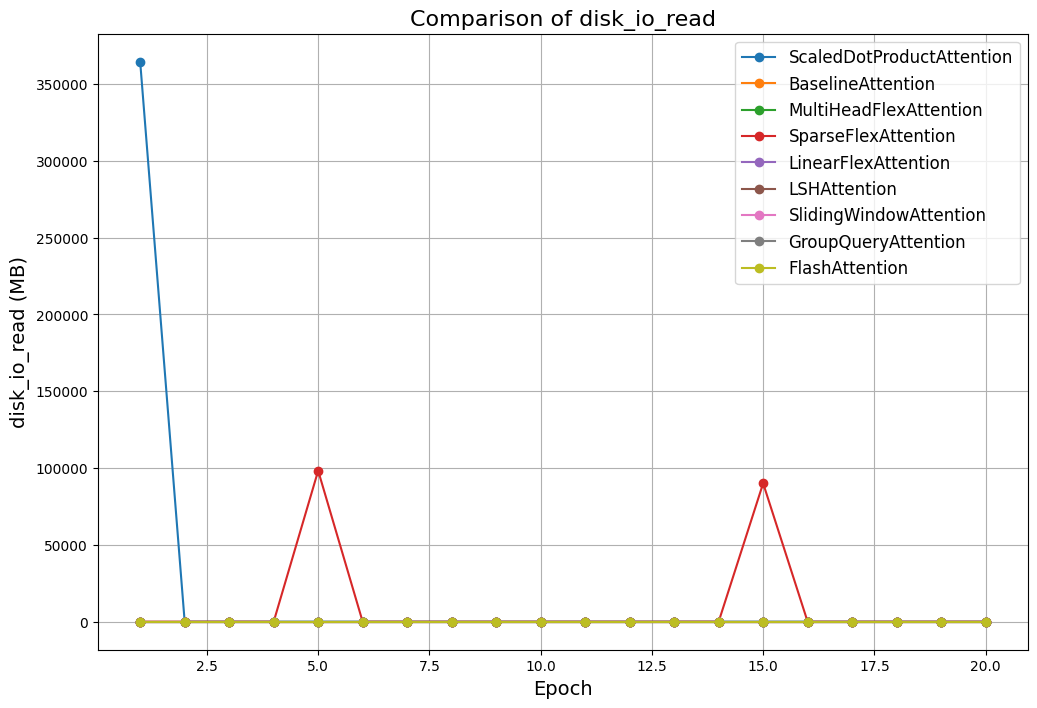 Comparison of disk_io_read
disk_io_read (MB)
350000
300000
250000
200000
150000
100000
50000
0
ScaledDotProductAttention
BaselineAttention
MultiHeadFlexAttention
SparseFlexAttention
LinearFlexAttention
LSHAttention
SlidingWindowAttention
GroupQueryAttention
FlashAttention
2.5 5.0 7.5 10.0 12.5 15.0 17.5 20.0
Epoch